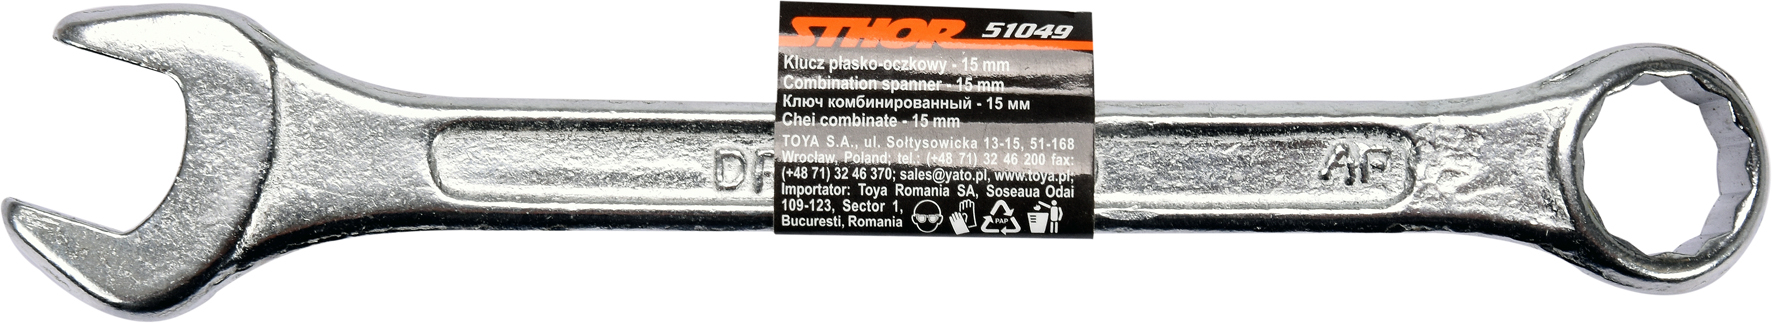 STHOR 51049
Klucz płasko-oczkowy - 15 mm
Combination spanner - 15 mm
Ключ комбинированный - 15 мм
Chei combinate - 15 mm
TOYA S.A., ul. Sołtysowicka 13-15, 51-168
Wrocław, Poland; tel.: (+48 71) 32 46 200 fax:
(+48 71) 32 46 370; sales@yato.pl, www.toya.pl;
Importator: Toya Romania SA, Soseaua Odai
109-123, Sector 1,
Bucuresti, Romania
PAP
AF